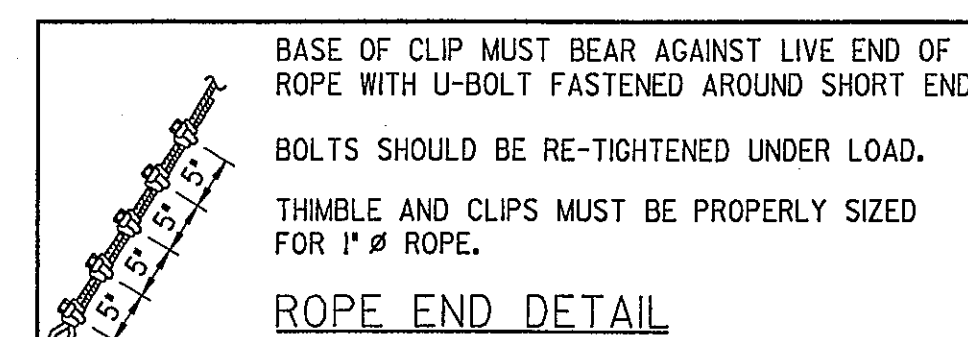 BASE OF CLIP MUST BEAR AGAINST LIVE END OF
ROPE WITH U-BOLT FASTENED AROUND SHORT END
BOLTS SHOULD BE RE-TIGHTENED UNDER LOAD.
THIMBLE AND CLIPS MUST BE PROPERLY SIZED
FOR 1" Ø ROPE.
5"
5"
5"
5"
ROPE END DETAIL